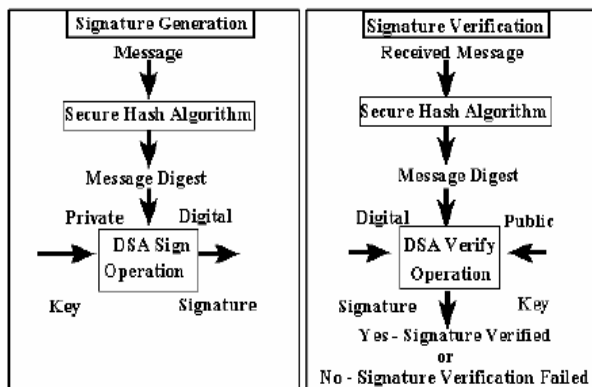 Signature Generation
Message
Secure Hash Algorithm
Message Digest
Private
Digital
DSA Sign
Operation
Key
Signature
Signature Verification
Received Message
Secure Hash Algorithm
Message Digest
Digital
Public
DSA Verify
Operation
Signature
Key
Yes - Signature Verified
or
No - Signature Verification Failed